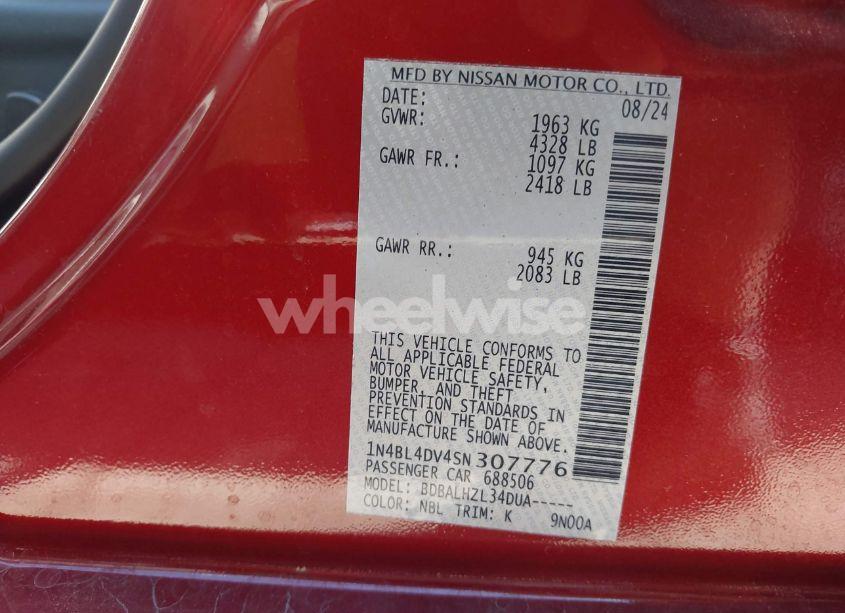 MFD BY NISSAN MOTOR CO., LTD.
DATE: 08/24
GVWR: 1963 KG
4328 LB
GAWR FR.: 1097 KG
2418 LB
GAWR RR.: 945 KG
2083 LB
wheelwise
THIS VEHICLE CONFORMS TO
ALL APPLICABLE FEDERAL
MOTOR VEHICLE SAFETY,
BUMPER, AND THEFT
PREVENTION STANDARDS IN
EFFECT ON THE DATE OF
MANUFACTURE SHOWN ABOVE.
1N4BL4DV4SN307776
PASSENGER CAR 688506
MODEL: BDBALHZL34DUA-----
COLOR: NBL TRIM: K 9N00A